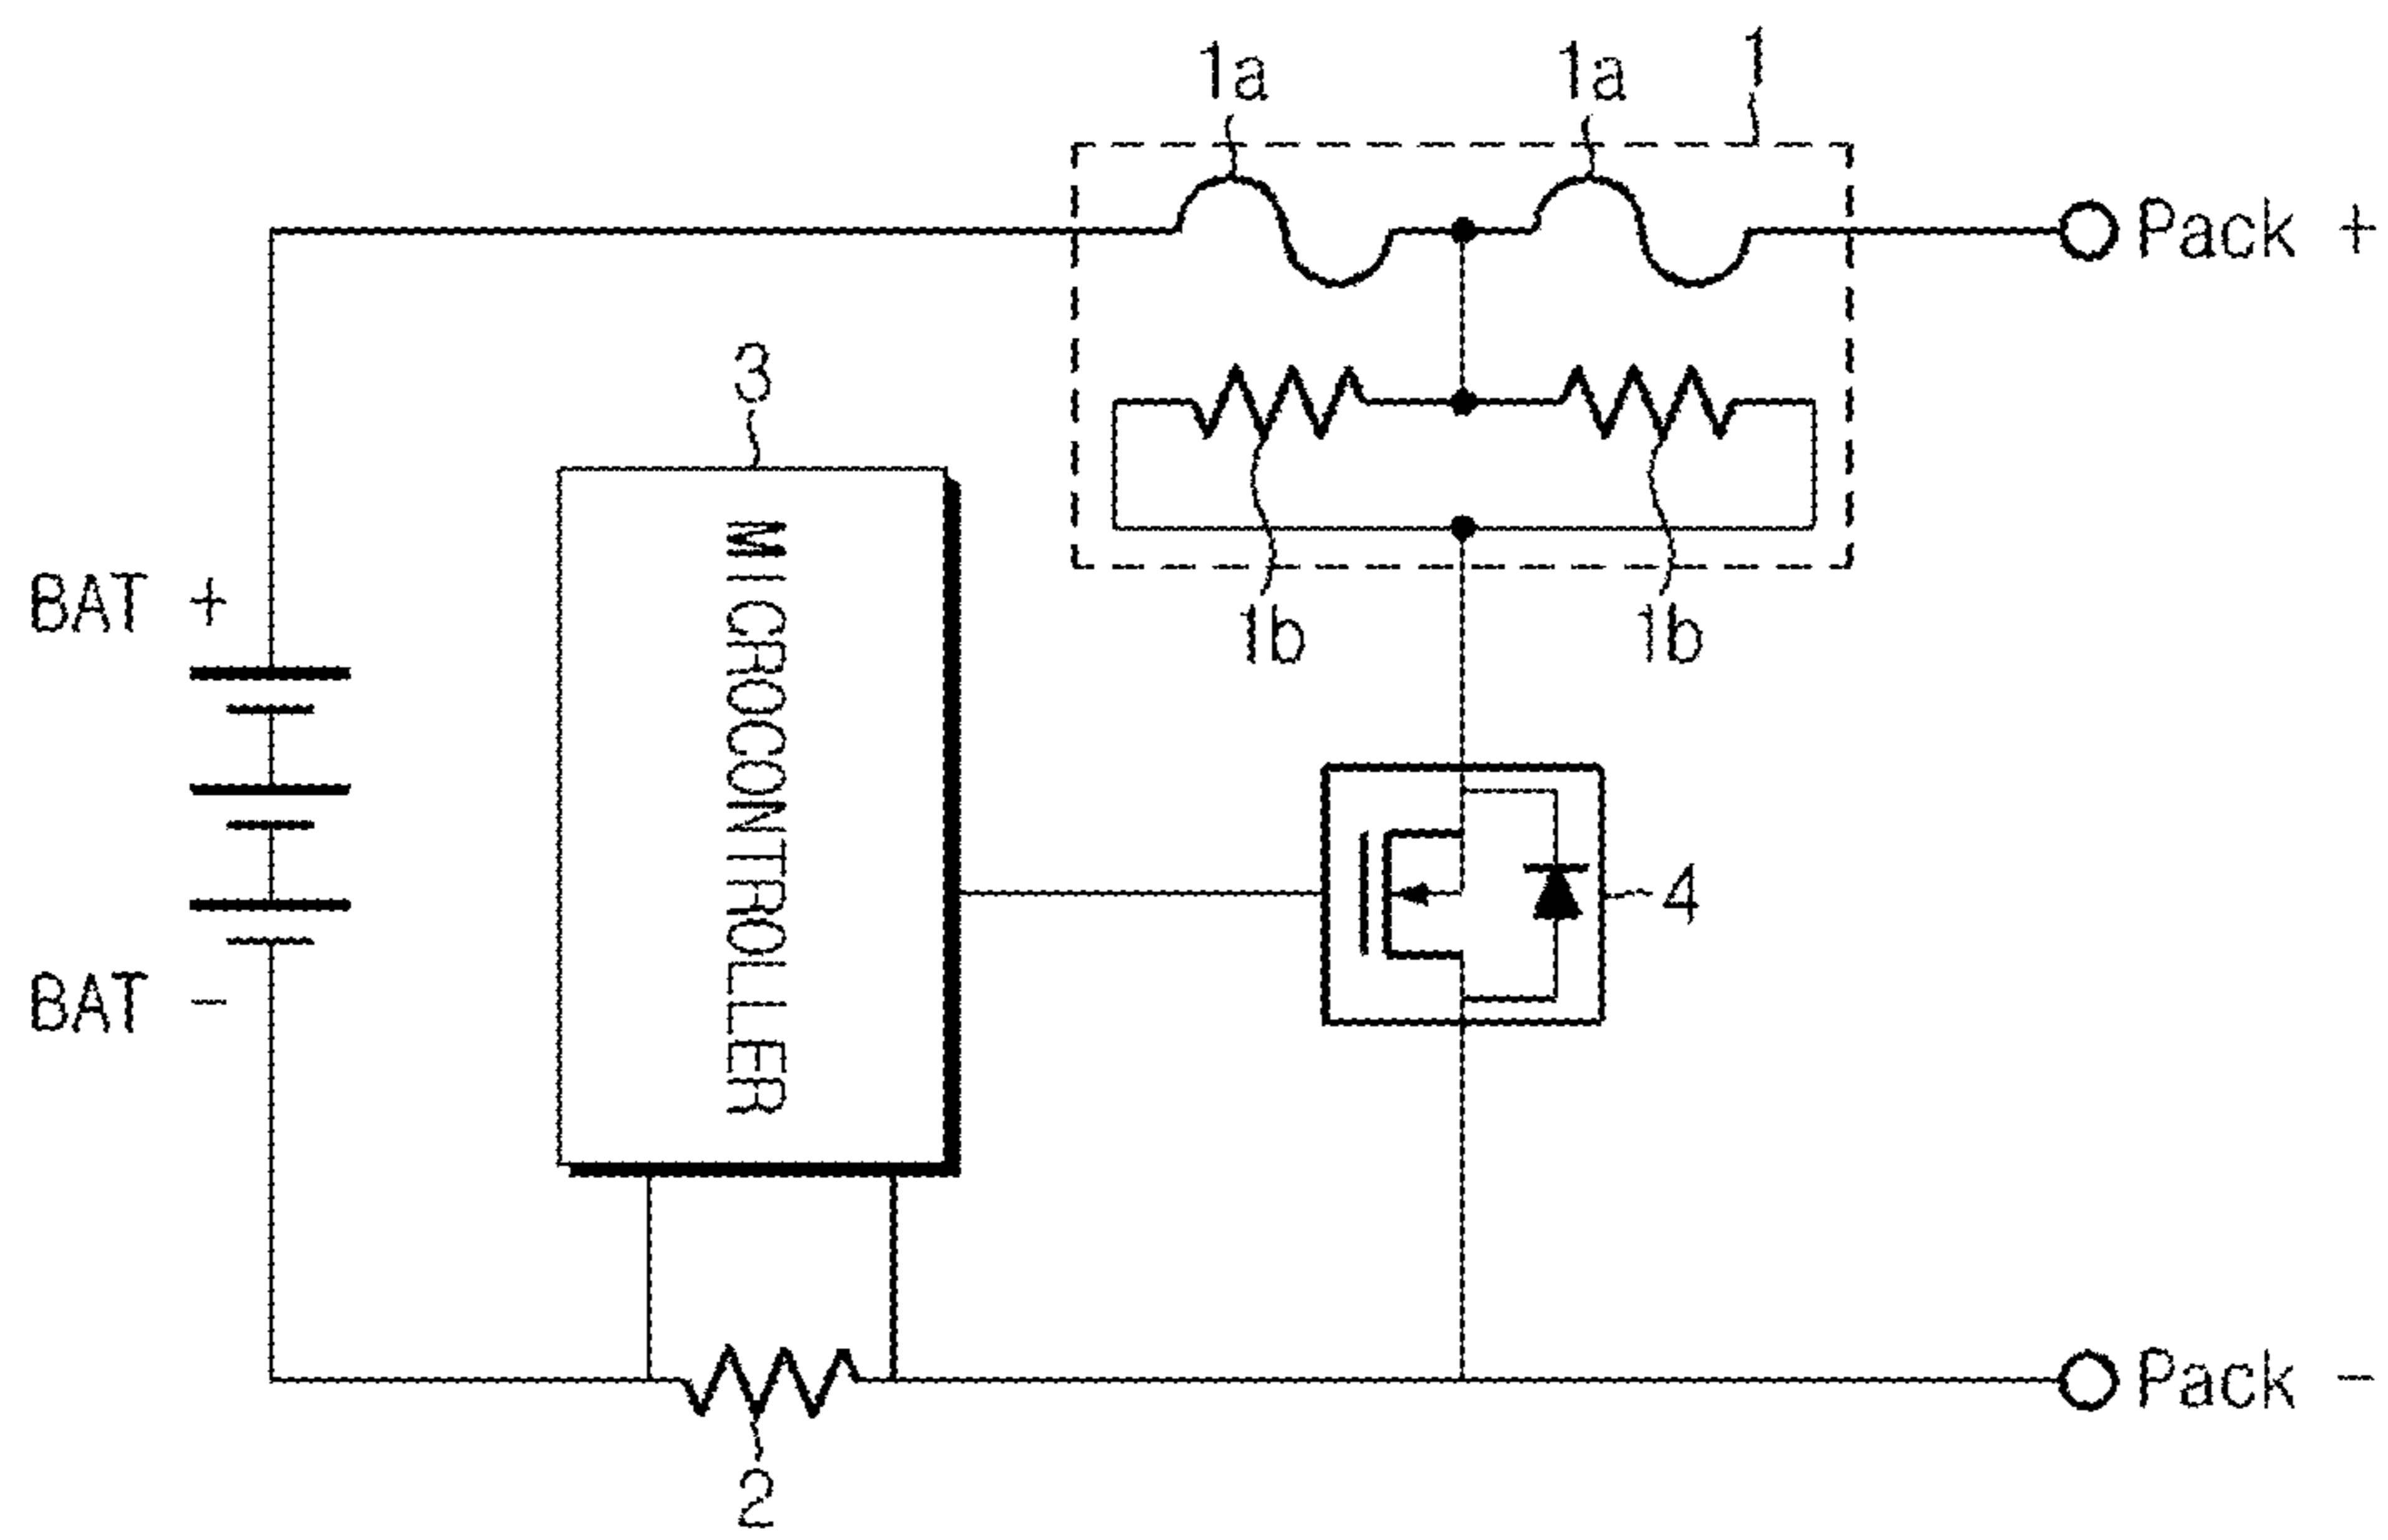 1a
1a
1
Pack +
3
MICROCONTROLLER
BAT +
1b
1b
4
BAT −
Pack −
2